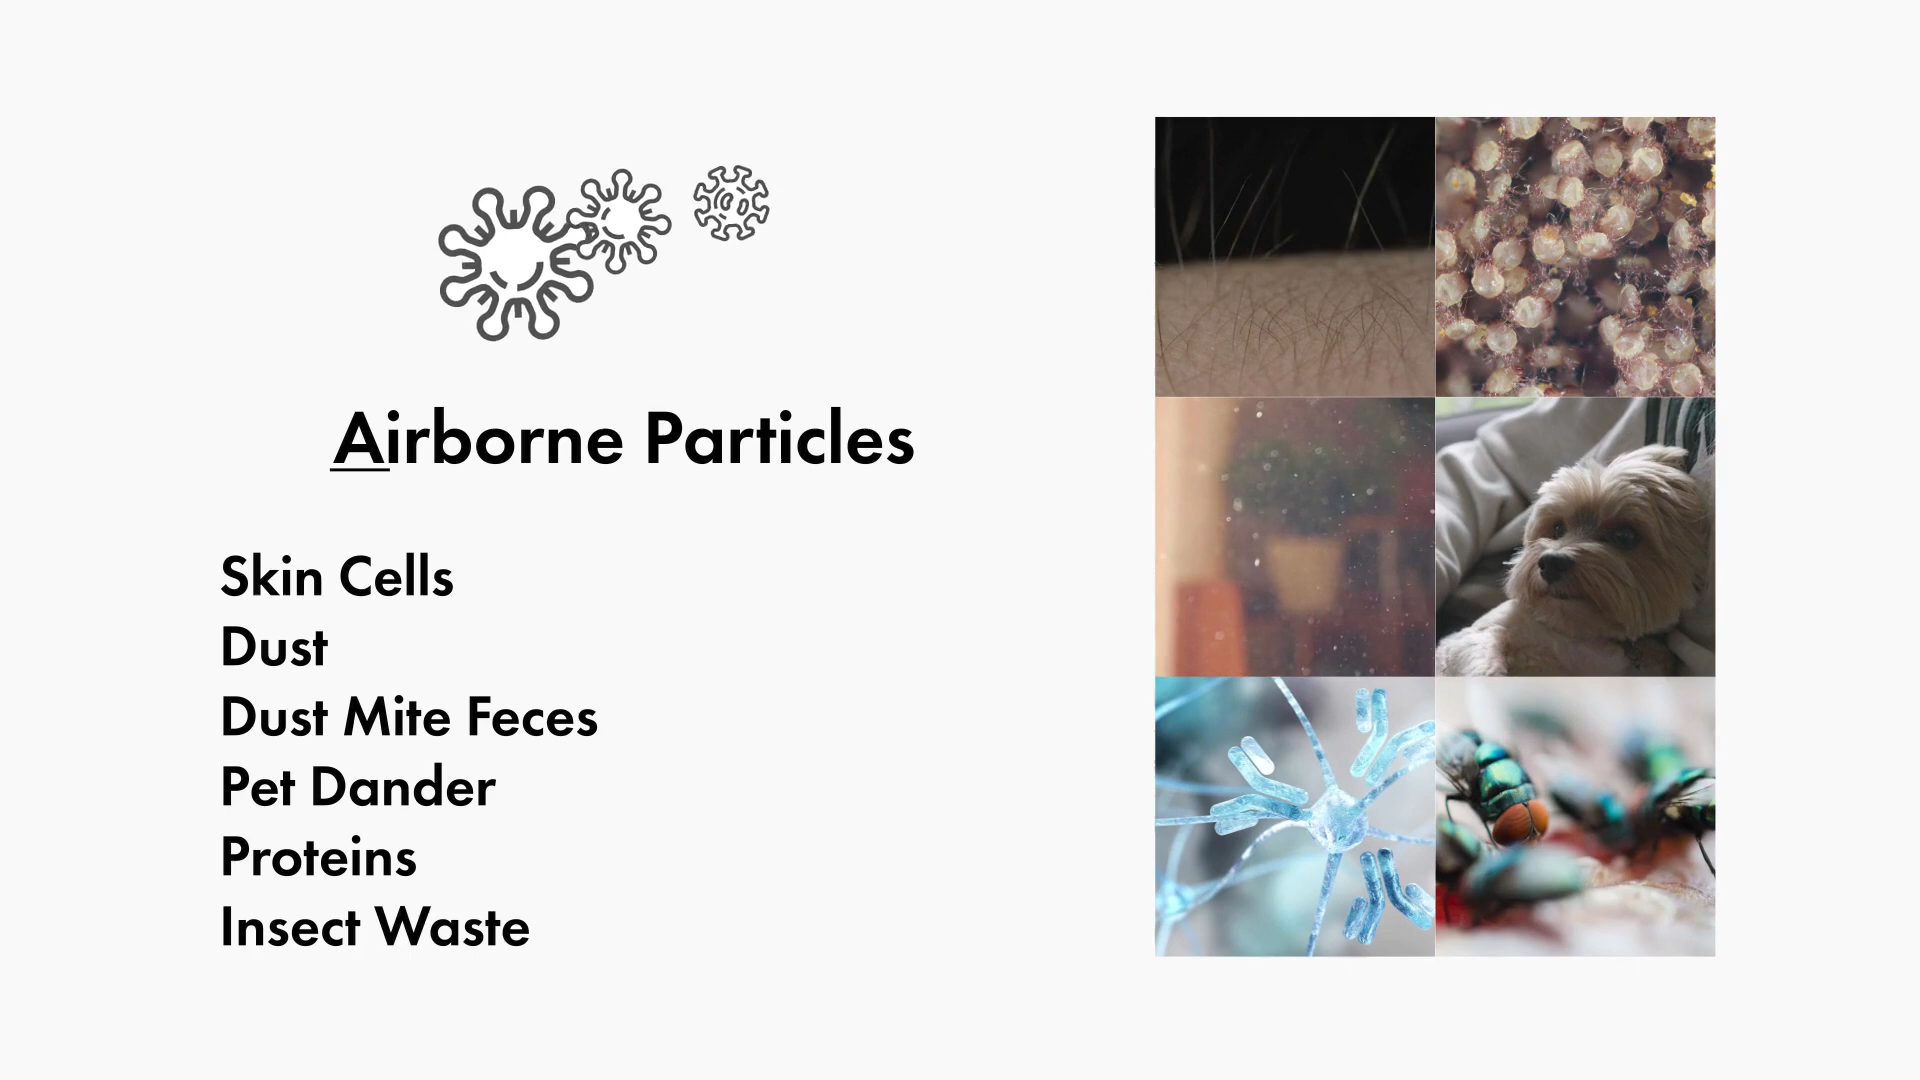 Airborne Particles
Skin Cells
Dust
Dust Mite Feces
Pet Dander
Proteins
Insect Waste